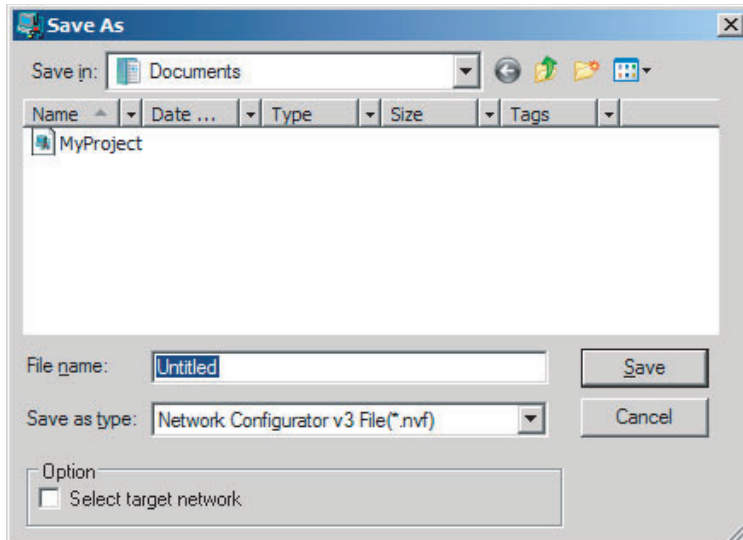 Save As
Save in: Documents
Name Date ... Type Size Tags
MyProject
File name: Untitled Save
Save as type: Network Configurator v3 File(*.nvf) Cancel
Option
Select target network